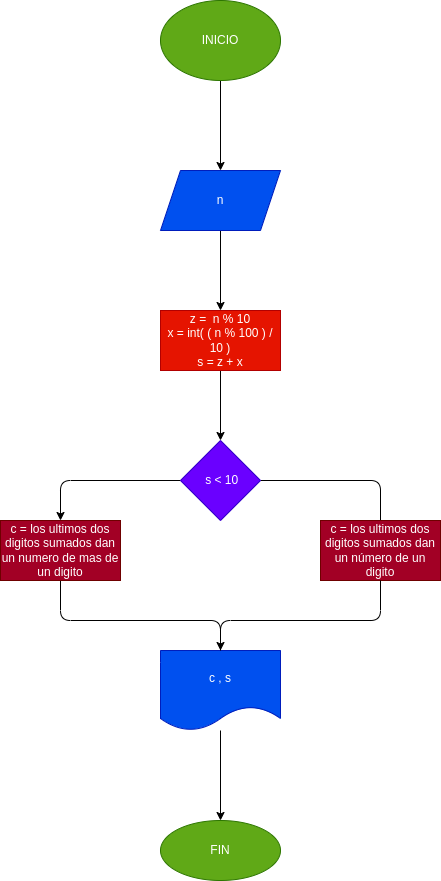 INICIO
n
z = n % 10
x = int( ( n % 100 ) /
10 )
s = z + x
s < 10
c = los ultimos dos
digitos sumados dan
un numero de mas de
un digito
c = los ultimos dos
digitos sumados dan
un número de un
digito
c , s
FIN